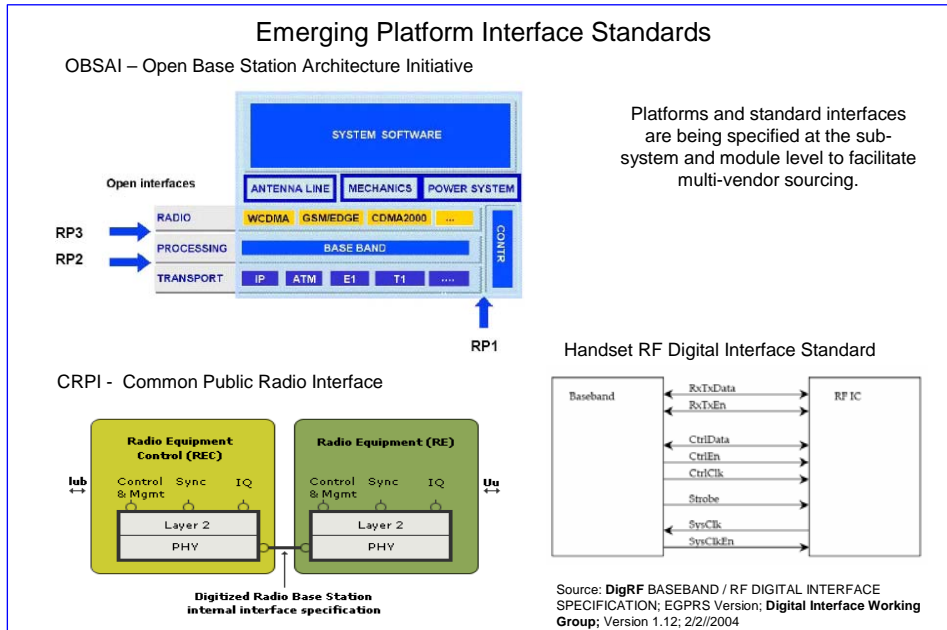 Emerging Platform Interface Standards
OBSAI – Open Base Station Architecture Initiative
Platforms and standard interfaces
are being specified at the sub-
system and module level to facilitate
multi-vendor sourcing.
SYSTEM SOFTWARE
Open interfaces
ANTENNA LINE MECHANICS POWER SYSTEM
RADIO WCDMA GSM/EDGE CDMA2000 ...
RP3
PROCESSING BASE BAND
RP2
TRANSPORT IP ATM E1 T1 ....
CONTR
RP1
CRPI - Common Public Radio Interface
Radio Equipment
Control (REC)
Radio Equipment (RE)
Iub
Control
& Mgmt
Sync
IQ
Layer 2
PHY
Control
& Mgmt
Sync
IQ
Layer 2
PHY
Uu
Digitized Radio Base Station
internal interface specification
Handset RF Digital Interface Standard
Baseband
RF IC
RxTxData
RxTxEn
CtrlData
CtrlEn
CtrlClk
Strobe
SysClk
SysClkEn
Source: DigRF BASEBAND / RF DIGITAL INTERFACE
SPECIFICATION; EGPRS Version; Digital Interface Working
Group; Version 1.12; 2/2//2004